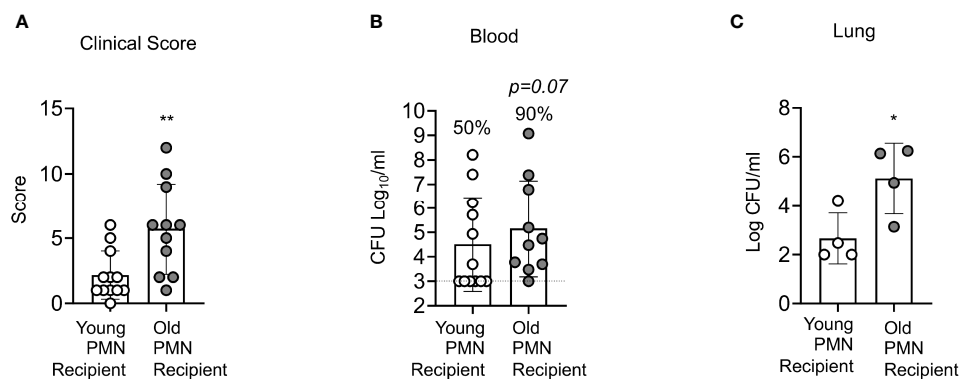 A
Clinical Score
**
15
10
5
0
Score
Young PMN Recipient
Old PMN Recipient
B
Blood
p=0.07
50%
90%
10
9
8
7
6
5
4
3
2
CFU Log10/ml
Young PMN Recipient
Old PMN Recipient
C
Lung
*
8
6
4
2
0
Log CFU/ml
Young PMN Recipient
Old PMN Recipient